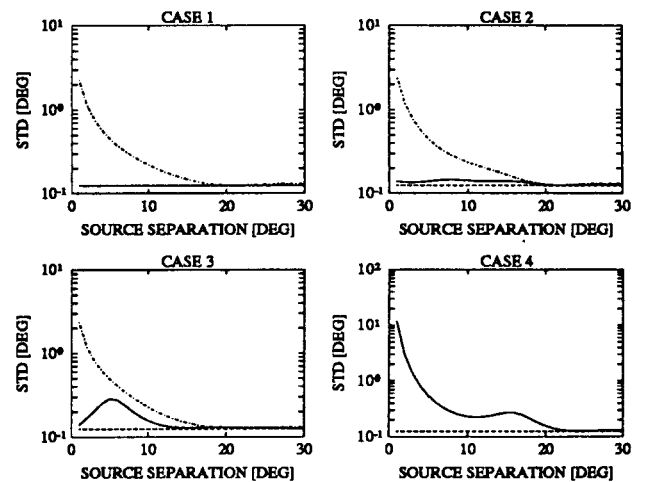 CASE 1
10¹
10⁰
10⁻¹
STD [DEG]
0 10 20 30
SOURCE SEPARATION [DEG]
CASE 2
10¹
10⁰
10⁻¹
STD [DEG]
0 10 20 30
SOURCE SEPARATION [DEG]
CASE 3
10¹
10⁰
10⁻¹
STD [DEG]
0 10 20 30
SOURCE SEPARATION [DEG]
CASE 4
10²
10¹
10⁰
10⁻¹
STD [DEG]
0 10 20 30
SOURCE SEPARATION [DEG]